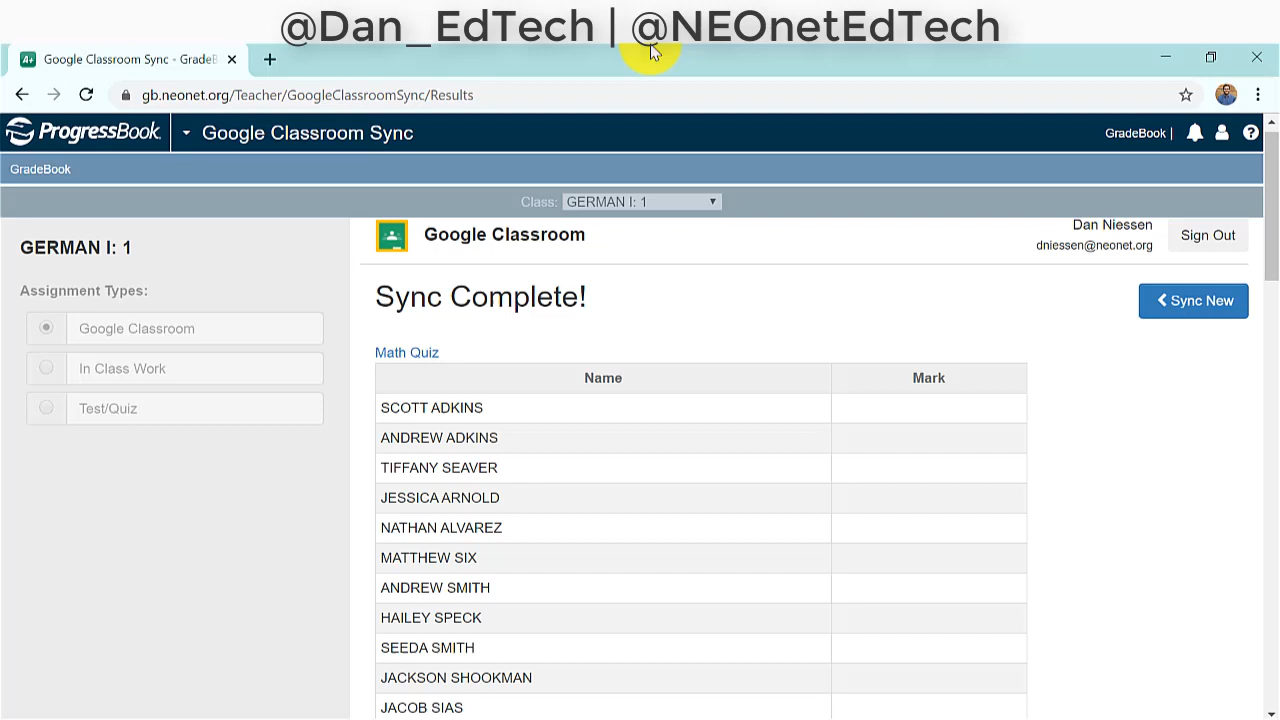 @Dan_EdTech | @NEOnetEdTech
Google Classroom Sync - GradeB
gb.neonet.org/Teacher/GoogleClassroomSync/Results
ProgressBook Google Classroom Sync GradeBook |
GradeBook
Class: GERMAN I: 1
GERMAN I: 1
Assignment Types:
Google Classroom
In Class Work
Test/Quiz
Google Classroom
Dan Niessen
dniessen@neonet.org
Sign Out
Sync Complete!
Sync New
Math Quiz
Name Mark
SCOTT ADKINS
ANDREW ADKINS
TIFFANY SEAVER
JESSICA ARNOLD
NATHAN ALVAREZ
MATTHEW SIX
ANDREW SMITH
HAILEY SPECK
SEEDA SMITH
JACKSON SHOOKMAN
JACOB SIAS